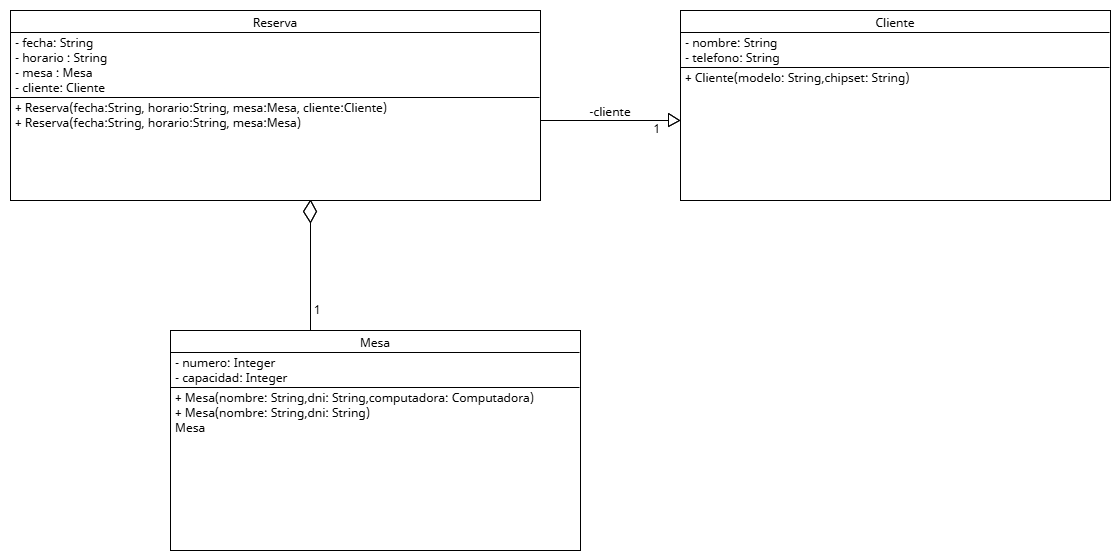 Reserva
- fecha: String
- horario : String
- mesa : Mesa
- cliente: Cliente
+ Reserva(fecha:String, horario:String, mesa:Mesa, cliente:Cliente)
+ Reserva(fecha:String, horario:String, mesa:Mesa)
-cliente
1
Cliente
- nombre: String
- telefono: String
+ Cliente(modelo: String,chipset: String)
1
Mesa
- numero: Integer
- capacidad: Integer
+ Mesa(nombre: String,dni: String,computadora: Computadora)
+ Mesa(nombre: String,dni: String)
Mesa